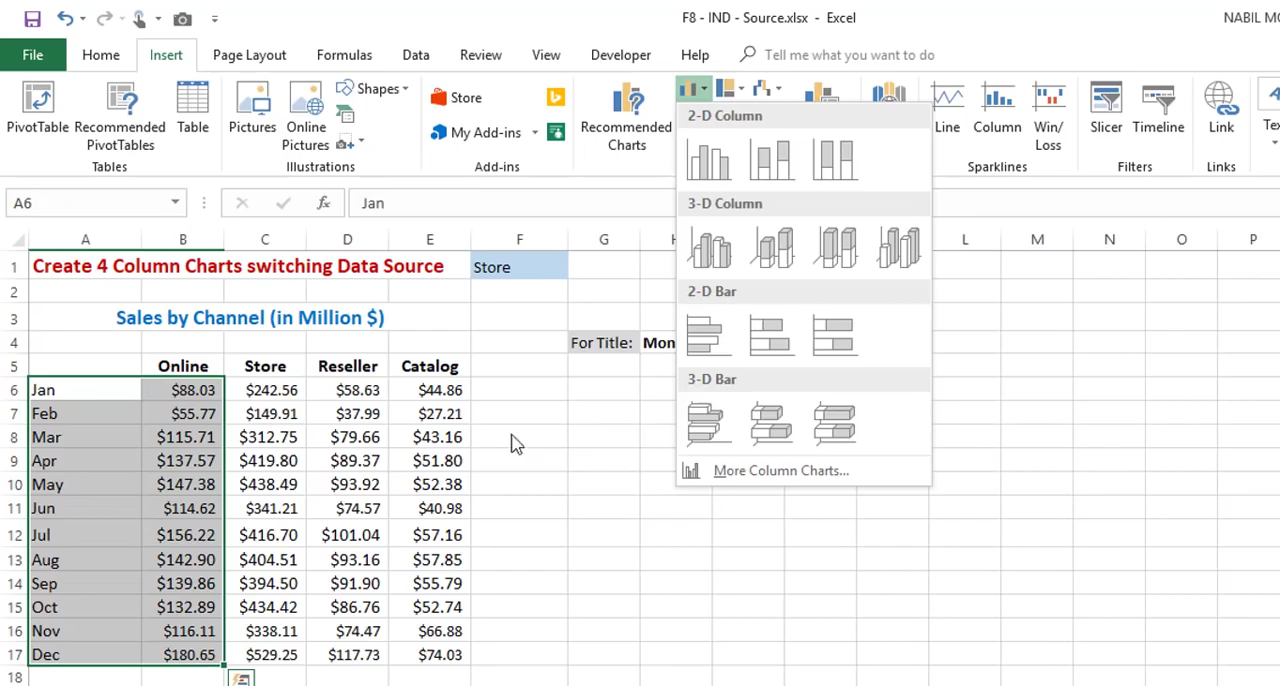 F8 - IND - Source.xlsx - Excel
NABIL
File Home Insert Page Layout Formulas Data Review View Developer Help Tell me what you want to do
PivotTable Recommended PivotTables Table
Tables
Pictures Online Pictures Shapes
Illustrations
Store
My Add-ins
Add-ins
Recommended Charts
Line Column Win/ Loss
Sparklines
Slicer Timeline
Filters
Link
Links
2-D Column
3-D Column
2-D Bar
3-D Bar
More Column Charts...
A6 fx Jan
A B C D E F G L M N O P
1 Create 4 Column Charts switching Data Source Store
2
3 Sales by Channel (in Million $)
4 For Title: Mon
5 Online Store Reseller Catalog
6 Jan $88.03 $242.56 $58.63 $44.86
7 Feb $55.77 $149.91 $37.99 $27.21
8 Mar $115.71 $312.75 $79.66 $43.16
9 Apr $137.57 $419.80 $89.37 $51.80
10 May $147.38 $438.49 $93.92 $52.38
11 Jun $114.62 $341.21 $74.57 $40.98
12 Jul $156.22 $416.70 $101.04 $57.16
13 Aug $142.90 $404.51 $93.16 $57.85
14 Sep $139.86 $394.50 $91.90 $55.79
15 Oct $132.89 $434.42 $86.76 $52.74
16 Nov $116.11 $338.11 $74.47 $66.88
17 Dec $180.65 $529.25 $117.73 $74.03
18